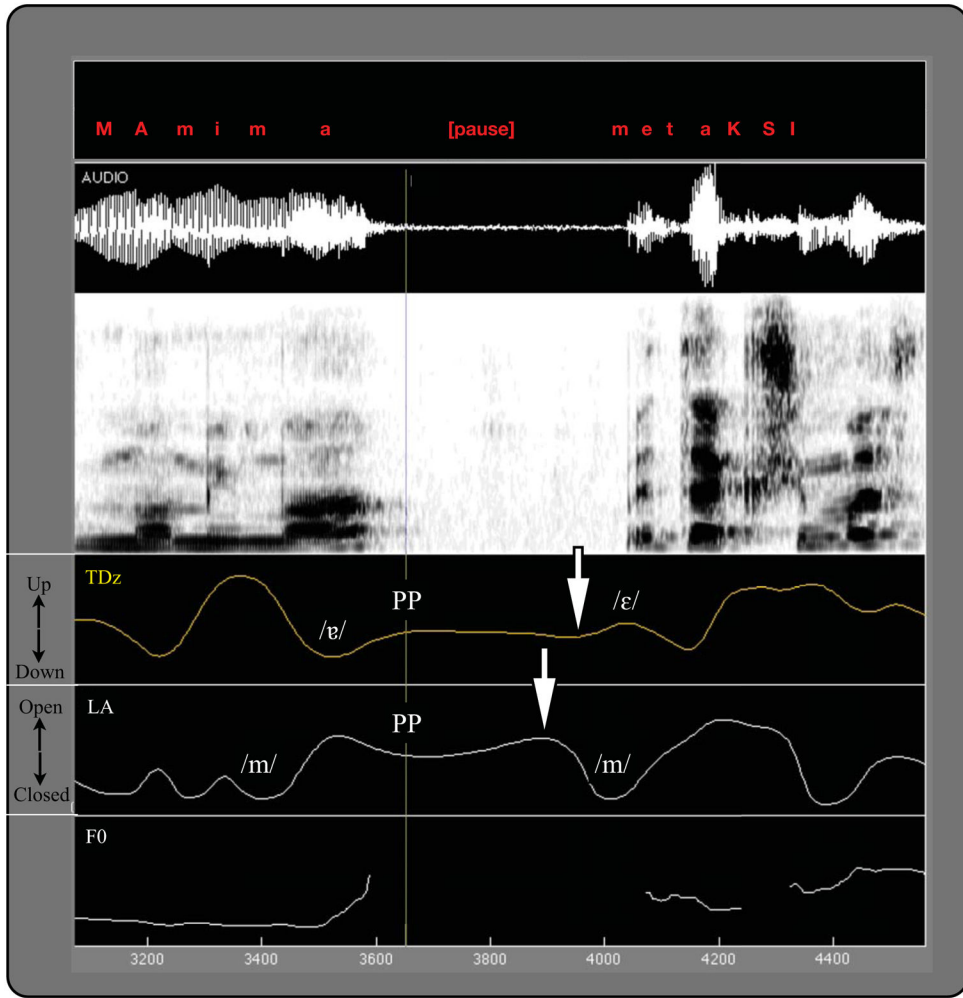 M A m i m a [pause] m e t a K S I
AUDIO
TDz
Up
Down
PP
/ɐ/
/ɛ/
LA
Open
Closed
PP
/m/
/m/
F0
3200 3400 3600 3800 4000 4200 4400